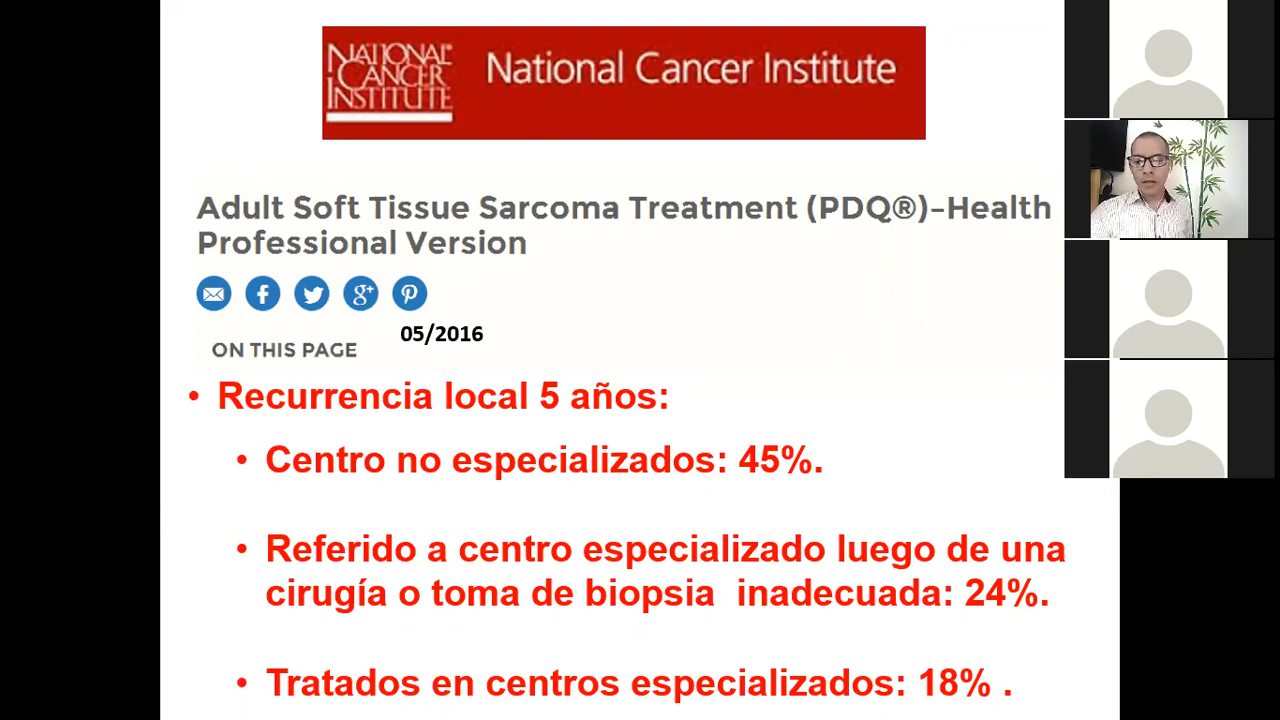 NATIONAL
CANCER
INSTITUTE
National Cancer Institute
Adult Soft Tissue Sarcoma Treatment (PDQ®)–Health
Professional Version
05/2016
ON THIS PAGE
• Recurrencia local 5 años:
• Centro no especializados: 45%.
• Referido a centro especializado luego de una
cirugía o toma de biopsia inadecuada: 24%.
• Tratados en centros especializados: 18% .